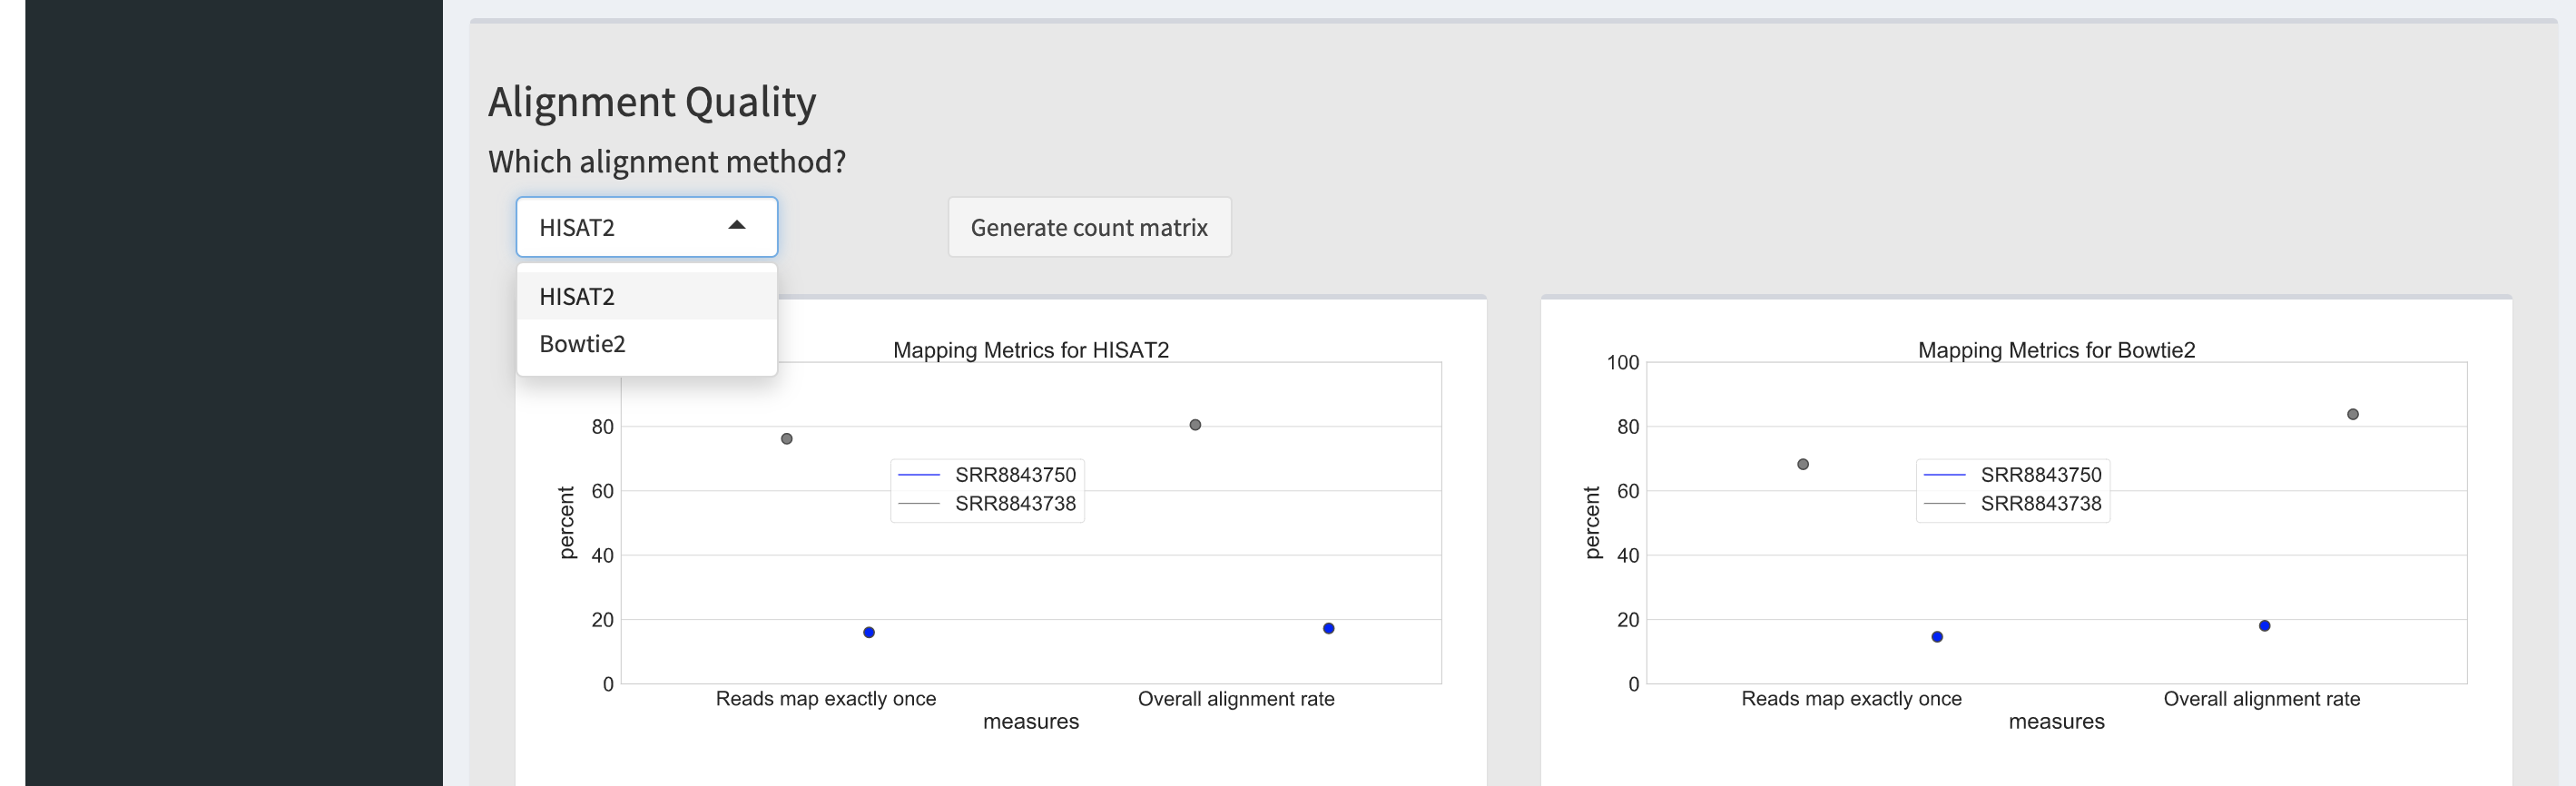 Alignment Quality
Which alignment method?
HISAT2
Generate count matrix
HISAT2
Bowtie2
Mapping Metrics for HISAT2
80
60
40
20
0
percent
SRR8843750
SRR8843738
Reads map exactly once
Overall alignment rate
measures
Mapping Metrics for Bowtie2
100
80
60
40
20
0
percent
SRR8843750
SRR8843738
Reads map exactly once
Overall alignment rate
measures